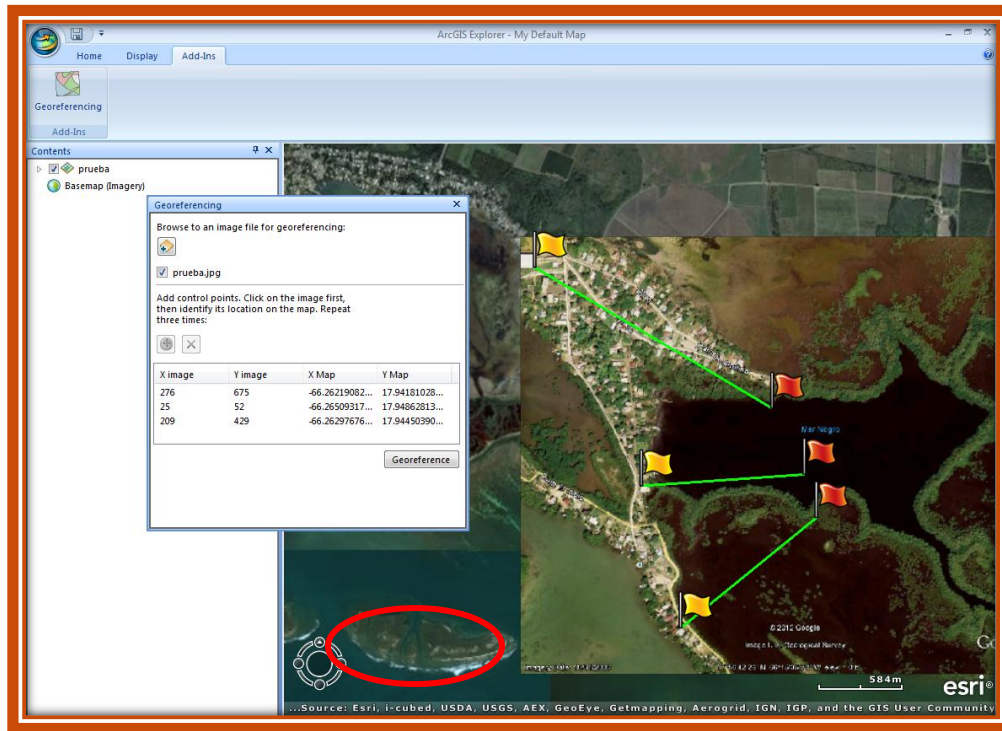 ArcGIS Explorer - My Default Map
Home Display Add-Ins
Georeferencing
Add-Ins
Contents
prueba
Basemap (Imagery)
Georeferencing
Browse to an image file for georeferencing:
prueba.jpg
Add control points. Click on the image first,
then identify its location on the map. Repeat
three times:
X image Y image X Map Y Map
276 675 -66.26219082... 17.94181028...
25 52 -66.26509317... 17.94862813...
209 429 -66.26297676... 17.94450390...
Georeference
Mar Negro
© 2012 Google
Go
584m
esri
...Source: Esri, i-cubed, USDA, USGS, AEX, GeoEye, Getmapping, Aerogrid, IGN, IGP, and the GIS User Community